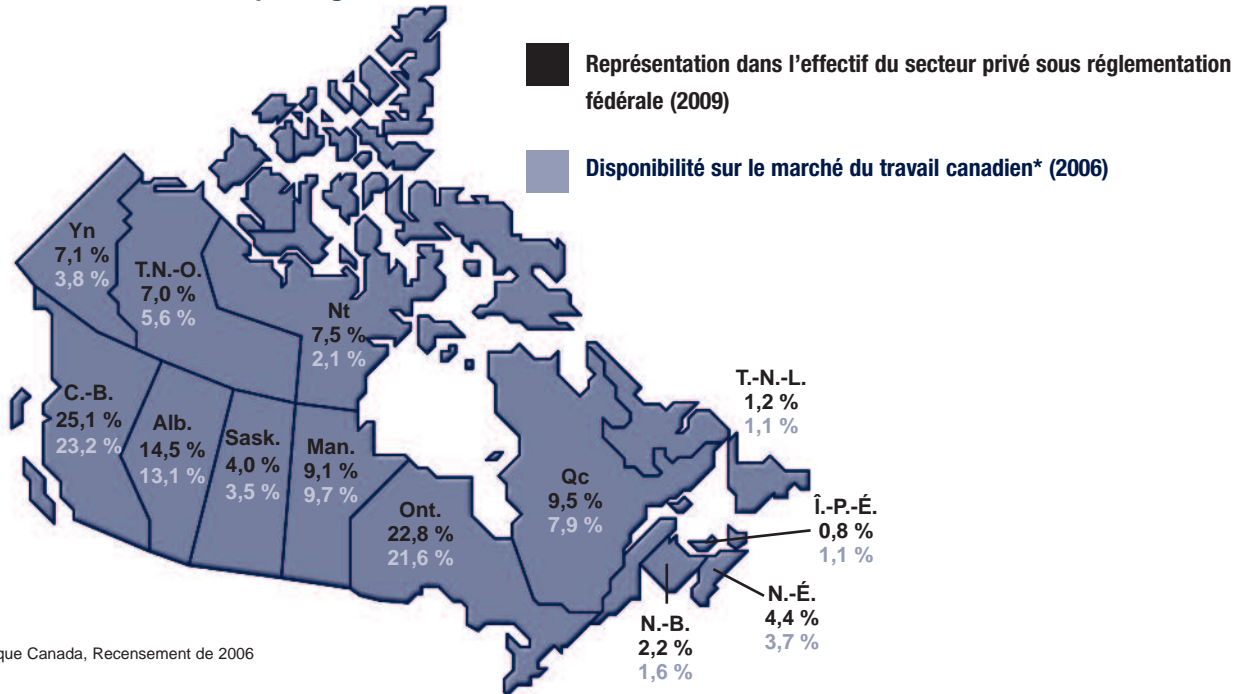 Représentation dans l’effectif du secteur privé sous réglementation
fédérale (2009)
Disponibilité sur le marché du travail canadien* (2006)
Yn
7,1 %
3,8 %
T.N.-O.
7,0 %
5,6 %
Nt
7,5 %
2,1 %
C.-B.
25,1 %
23,2 %
Alb.
14,5 %
13,1 %
Sask.
4,0 %
3,5 %
Man.
9,1 %
9,7 %
Ont.
22,8 %
21,6 %
Qc
9,5 %
7,9 %
T.-N.-L.
1,2 %
1,1 %
Î.-P.-É.
0,8 %
1,1 %
N.-É.
4,4 %
3,7 %
N.-B.
2,2 %
1,6 %
que Canada, Recensement de 2006